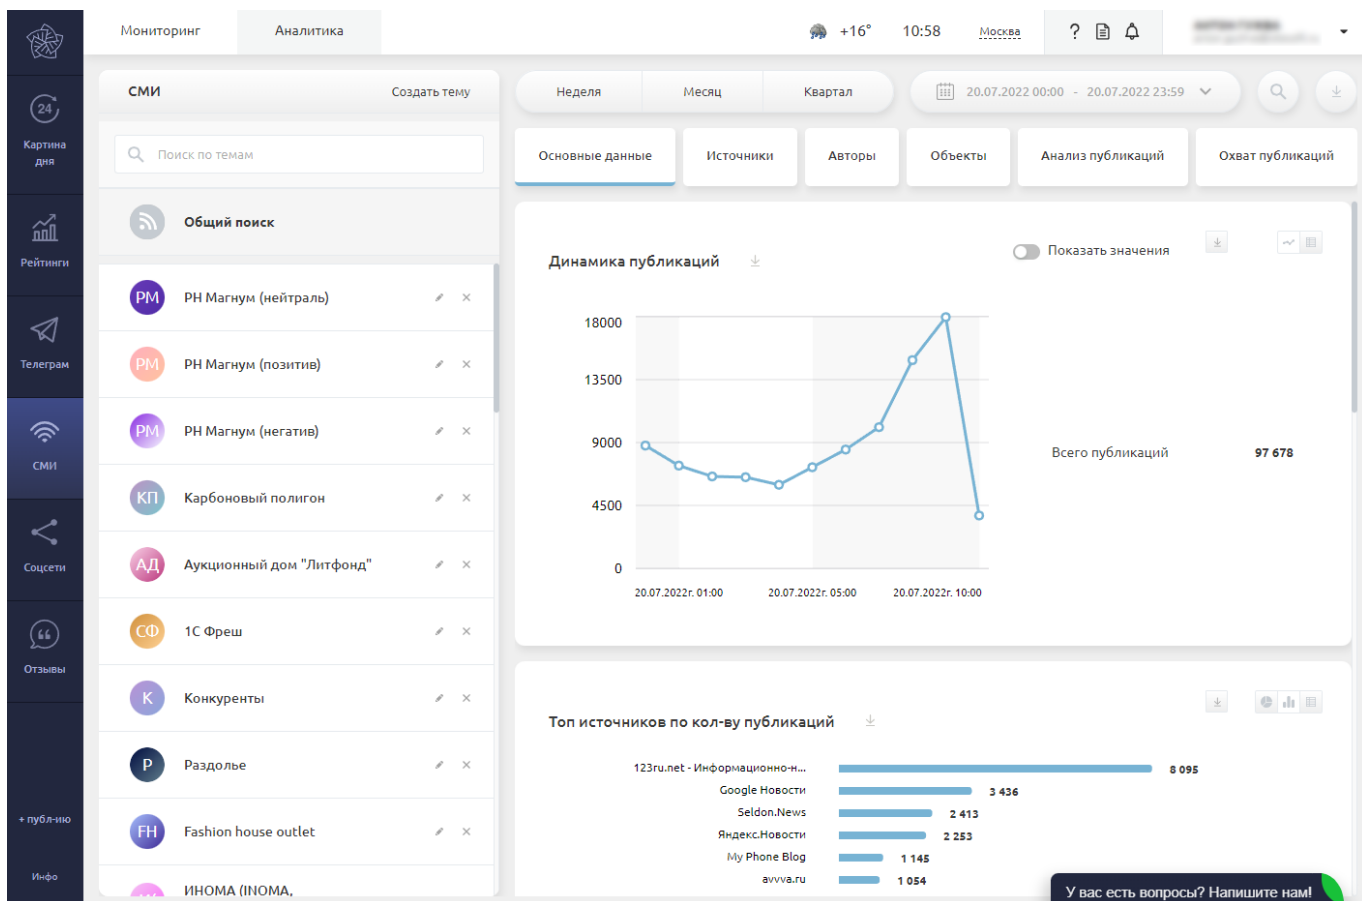 Мониторинг
Аналитика
+16°
10:58
Москва
?
24
Картина
дня
Рейтинги
Телеграм
СМИ
Соцсети
Отзывы
+ публ-ию
Инфо
СМИ
Создать тему
Поиск по темам
Общий поиск
РМ РН Магнум (нейтраль)
РМ РН Магнум (позитив)
РМ РН Магнум (негатив)
КП Карбоновый полигон
АД Аукционный дом "Литфонд"
СФ 1С Фреш
К Конкуренты
Р Раздолье
FH Fashion house outlet
ИНОМА (INOMA,
Неделя
Месяц
Квартал
20.07.2022 00:00 - 20.07.2022 23:59
Основные данные
Источники
Авторы
Объекты
Анализ публикаций
Охват публикаций
Динамика публикаций
Показать значения
18000
13500
9000
4500
0
20.07.2022г. 01:00
20.07.2022г. 05:00
20.07.2022г. 10:00
Всего публикаций 97 678
Топ источников по кол-ву публикаций
123ru.net - Информационно-н... 8 095
Google Новости 3 436
Seldon.News 2 413
Яндекс.Новости 2 253
My Phone Blog 1 145
avvva.ru 1 054
У вас есть вопросы? Напишите нам!